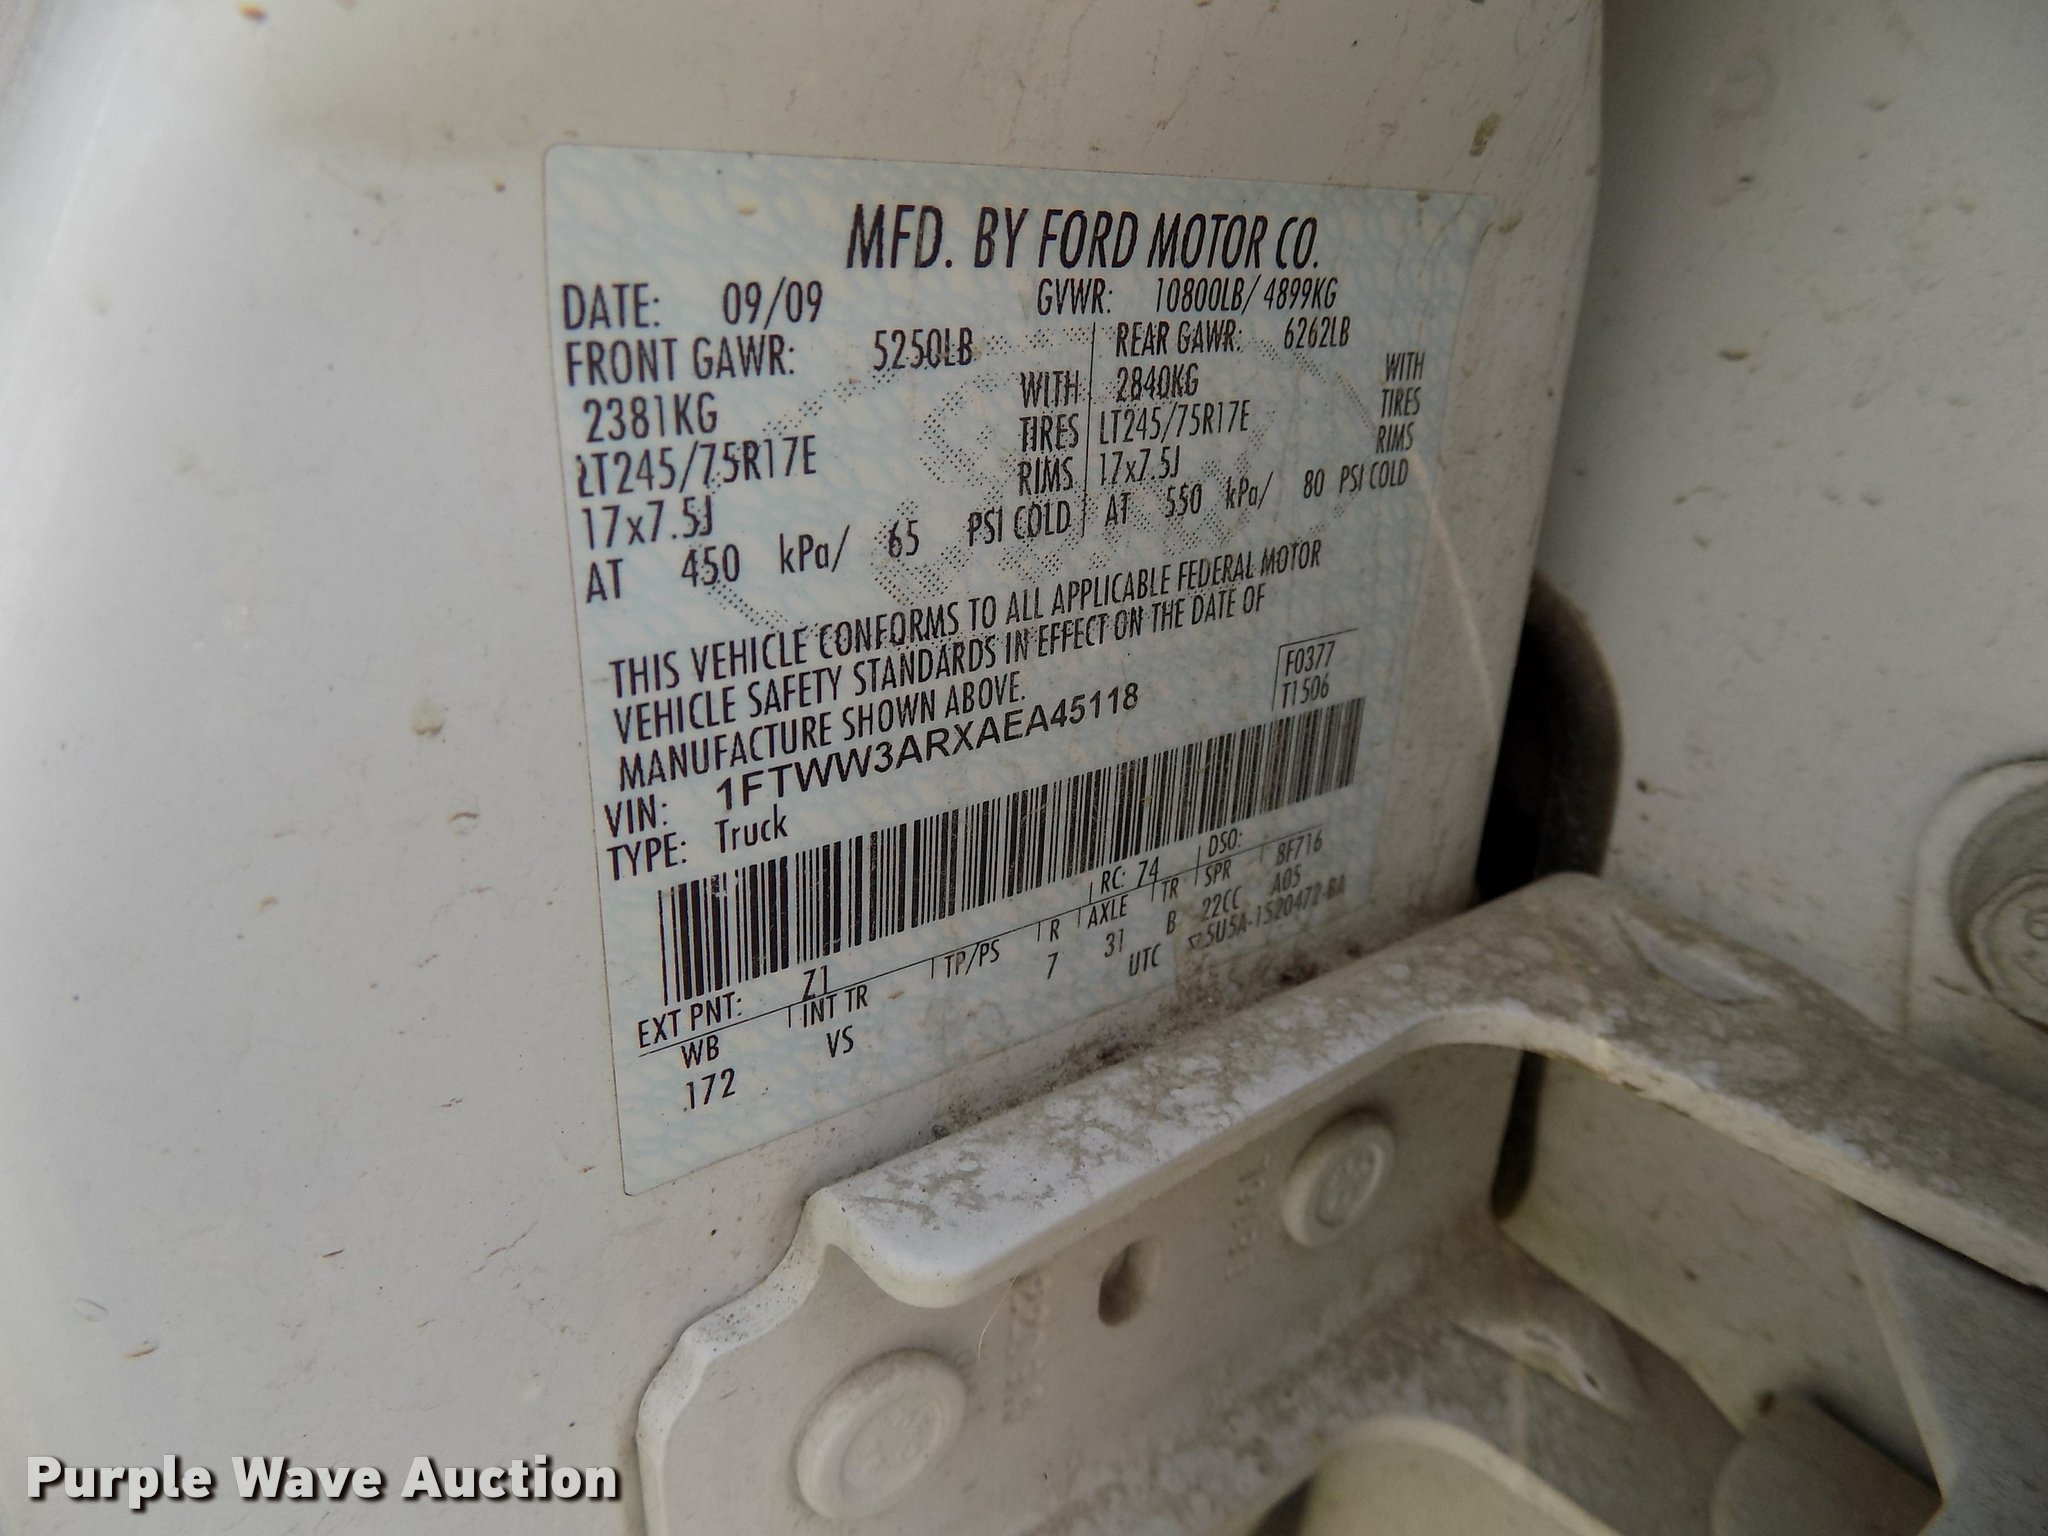 MFD. BY FORD MOTOR CO.
DATE: 09/09 GVWR: 10800LB/ 4899KG
FRONT GAWR: 5250LB REAR GAWR: 6262LB
2381KG WITH 2840KG WITH
LT245/75R17E TIRES LT245/75R17E TIRES
17x7.5J RIMS 17x7.5J RIMS
AT 450 kPa/ 65 PSI COLD AT 550 kPa/ 80 PSI COLD
THIS VEHICLE CONFORMS TO ALL APPLICABLE FEDERAL MOTOR
VEHICLE SAFETY STANDARDS IN EFFECT ON THE DATE OF
MANUFACTURE SHOWN ABOVE.
VIN: 1FTWW3ARXAEA45118
TYPE: Truck
F0377
T1506
EXT PNT: Z1 RC: 74 DSO:
WB INT TR TP/PS R AXLE TR SPR 8F716
172 VS 7 31 B 22CC A05
UTC 5U5A-1520472-BA
Purple Wave Auction